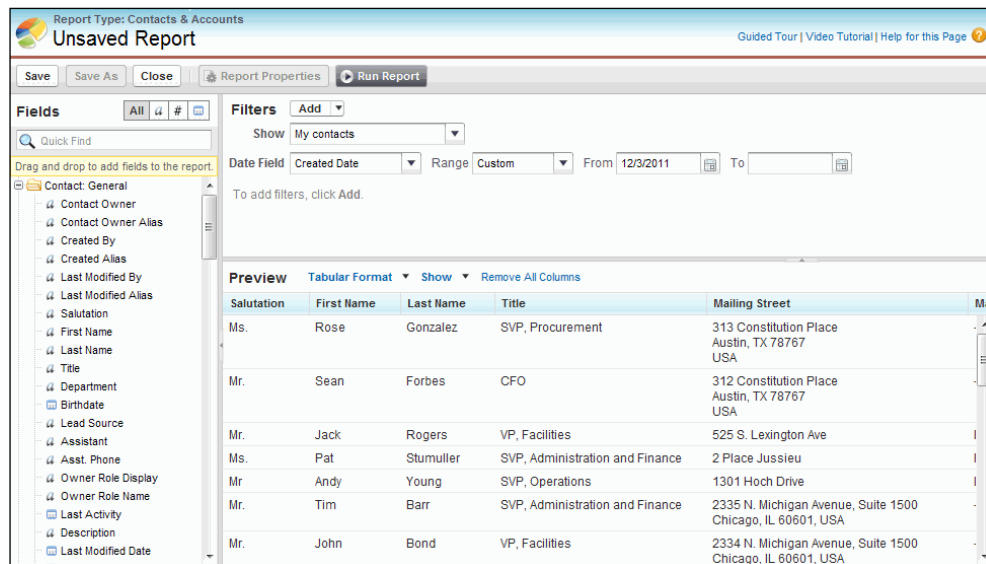 Report Type: Contacts & Accounts
Unsaved Report
Guided Tour | Video Tutorial | Help for this Page
Save Save As Close Report Properties Run Report
Fields All a #
Quick Find
Drag and drop to add fields to the report.
Contact: General
Contact Owner
Contact Owner Alias
Created By
Created Alias
Last Modified By
Last Modified Alias
Salutation
First Name
Last Name
Title
Department
Birthdate
Lead Source
Assistant
Asst. Phone
Owner Role Display
Owner Role Name
Last Activity
Description
Last Modified Date
Filters Add
Show My contacts
Date Field Created Date Range Custom From 12/3/2011 To
To add filters, click Add.
Preview Tabular Format Show Remove All Columns
Salutation First Name Last Name Title Mailing Street
Ms. Rose Gonzalez SVP, Procurement 313 Constitution Place
Austin, TX 78767
USA
Mr. Sean Forbes CFO 312 Constitution Place
Austin, TX 78767
USA
Mr. Jack Rogers VP, Facilities 525 S. Lexington Ave
Ms. Pat Stumuller SVP, Administration and Finance 2 Place Jussieu
Mr Andy Young SVP, Operations 1301 Hoch Drive
Mr. Tim Barr SVP, Administration and Finance 2335 N. Michigan Avenue, Suite 1500
Chicago, IL 60601, USA
Mr. John Bond VP, Facilities 2334 N. Michigan Avenue, Suite 1500
Chicago, IL 60601, USA